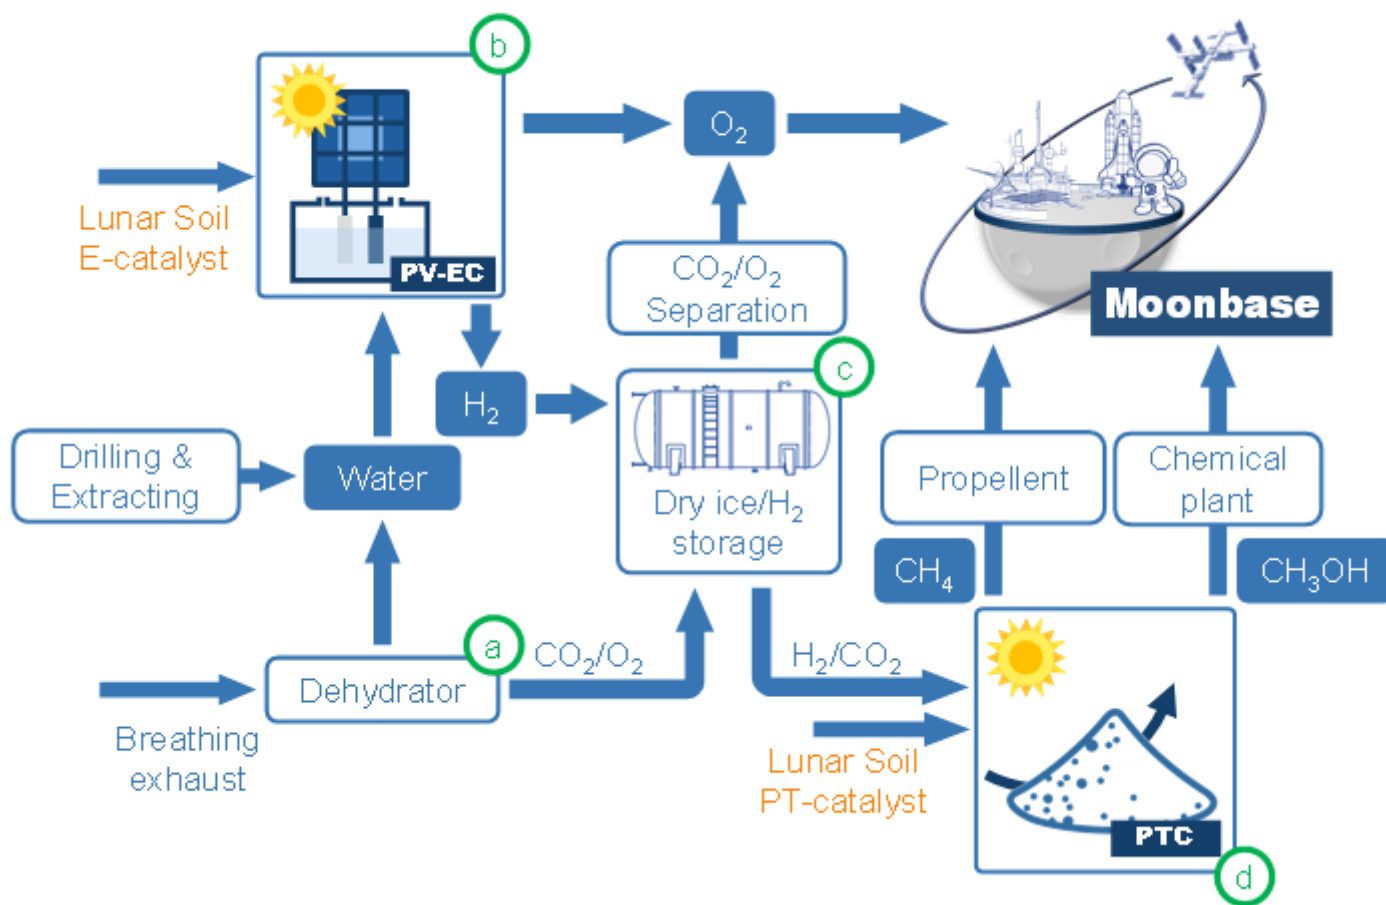 b
O₂
Lunar Soil
E-catalyst
PV-EC
CO₂/O₂
Separation
Moonbase
c
H₂
Drilling &
Extracting
Water
Dry ice/H₂
storage
Propellent
Chemical
plant
CH₄
CH₃OH
a
Dehydrator
CO₂/O₂
H₂/CO₂
Breathing
exhaust
Lunar Soil
PT-catalyst
PTC
d